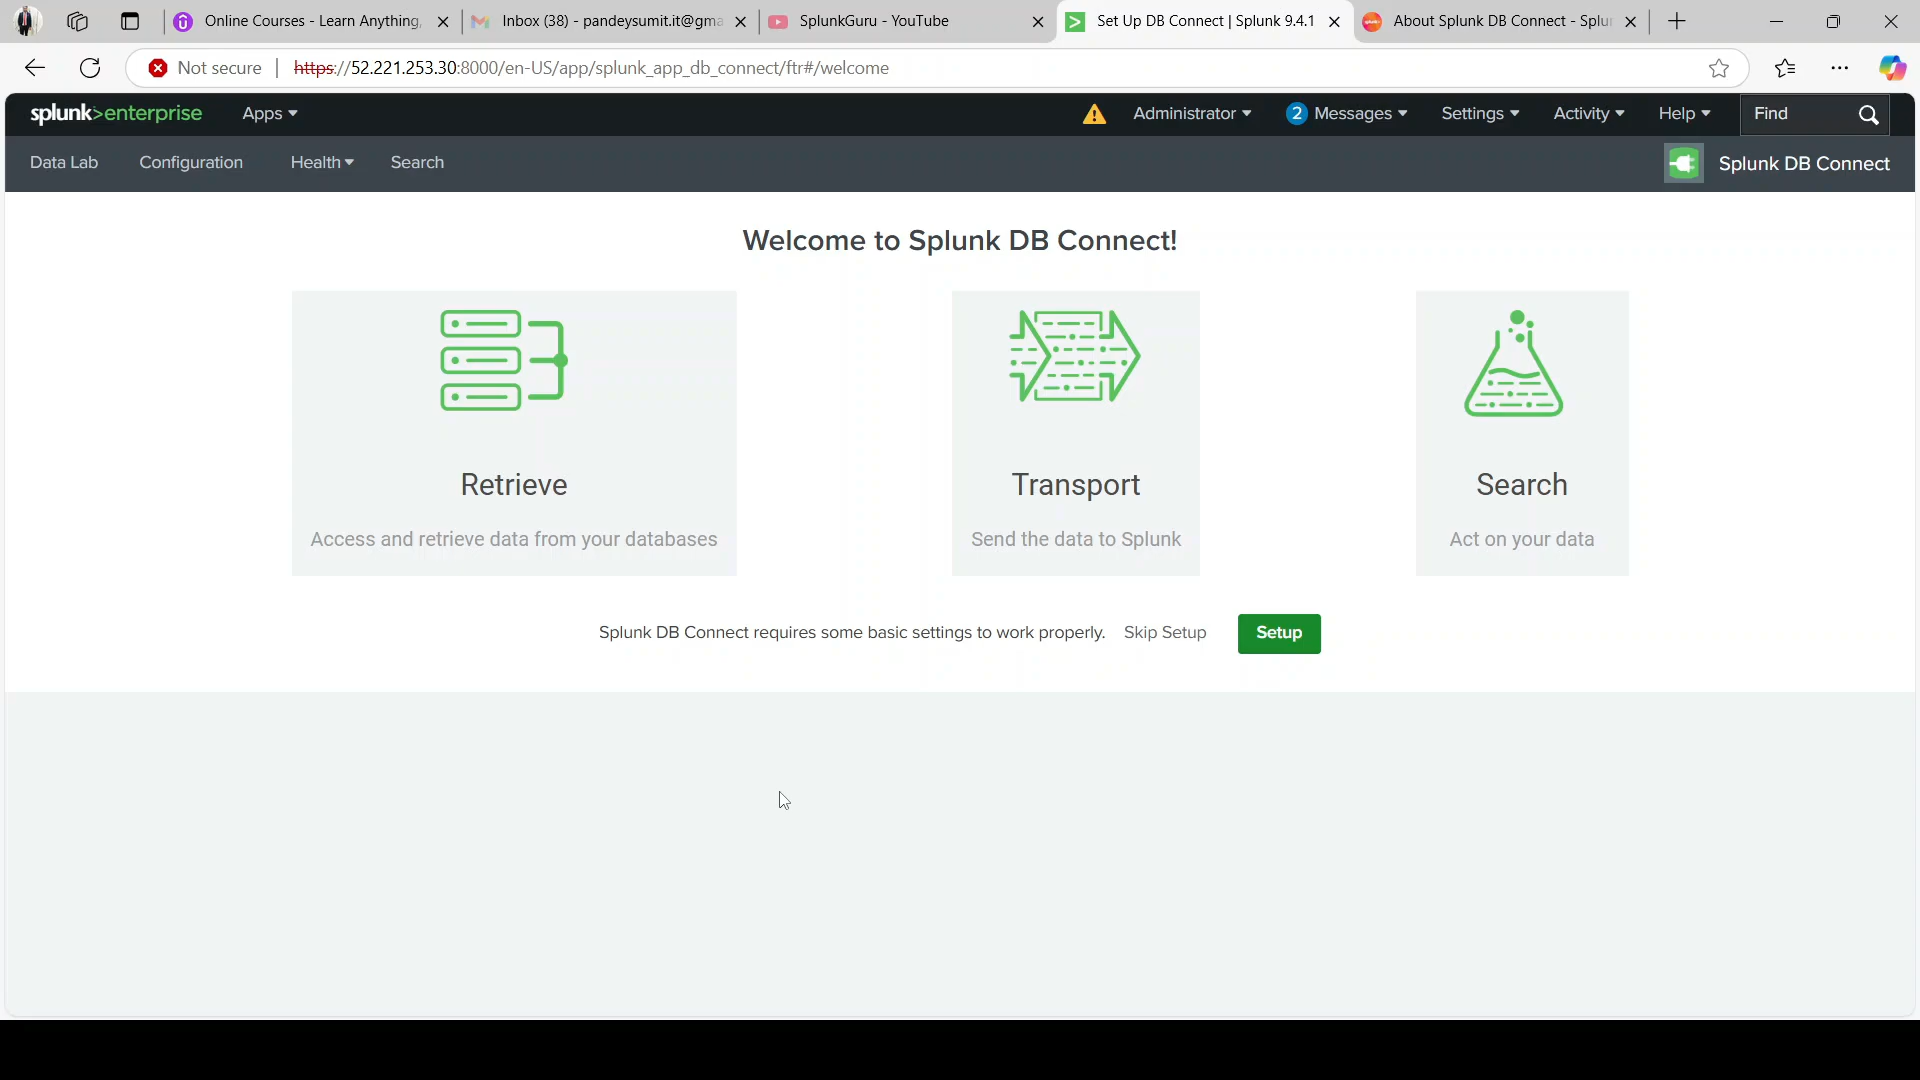 Online Courses - Learn Anything,
Inbox (38) - pandeysumit.it@gma
SplunkGuru - YouTube
Set Up DB Connect | Splunk 9.4.1
About Splunk DB Connect - Splu
Not secure
https://52.221.253.30:8000/en-US/app/splunk_app_db_connect/ftr#/welcome
splunk>enterprise
Apps
Administrator
2 Messages
Settings
Activity
Help
Find
Data Lab
Configuration
Health
Search
Splunk DB Connect
Welcome to Splunk DB Connect!
Retrieve
Access and retrieve data from your databases
Transport
Send the data to Splunk
Search
Act on your data
Splunk DB Connect requires some basic settings to work properly.
Skip Setup
Setup